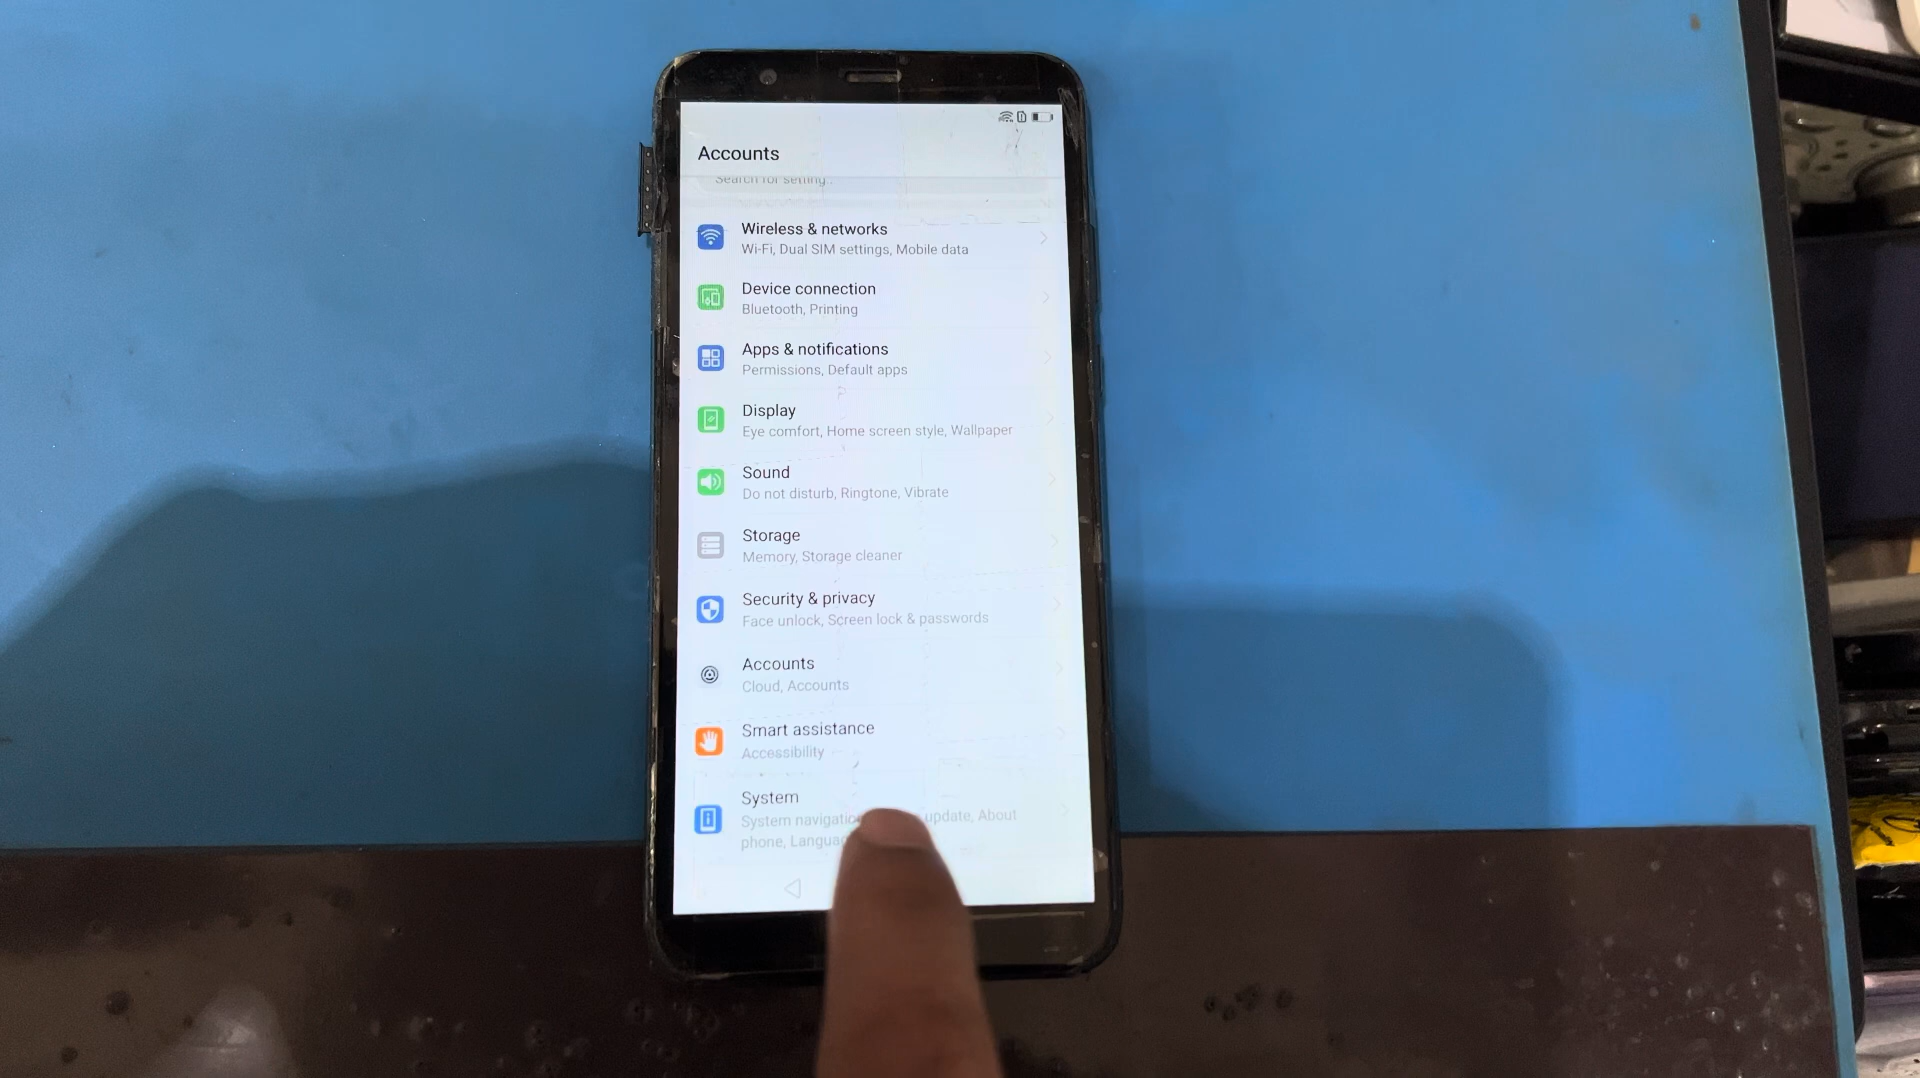 Accounts
Search for setting..
Wireless & networks
Wi-Fi, Dual SIM settings, Mobile data
Device connection
Bluetooth, Printing
Apps & notifications
Permissions, Default apps
Display
Eye comfort, Home screen style, Wallpaper
Sound
Do not disturb, Ringtone, Vibrate
Storage
Memory, Storage cleaner
Security & privacy
Face unlock, Screen lock & passwords
Accounts
Cloud, Accounts
Smart assistance
Accessibility
System
System update, About
phone,